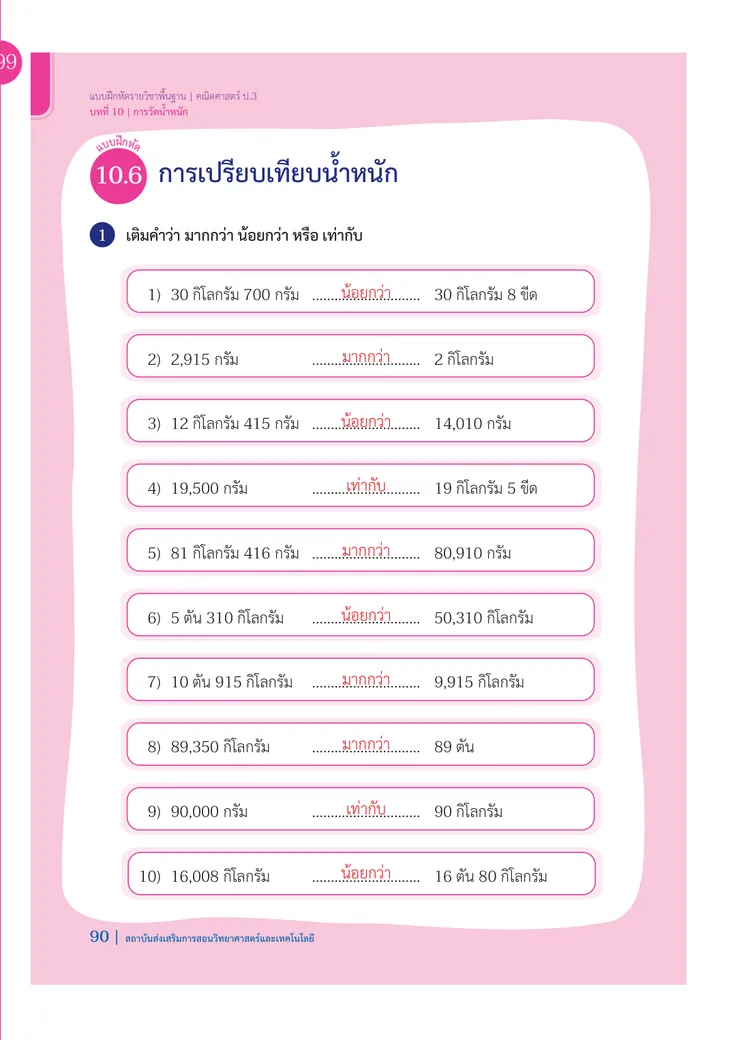 99
แบบฝึกหัดรายวิชาพื้นฐาน | คณิตศาสตร์ ป.3
บทที่ 10 | การวัดน้ำหนัก
แบบฝึกหัด
10.6 การเปรียบเทียบน้ำหนัก
1 เติมคำว่า มากกว่า น้อยกว่า หรือ เท่ากับ
1) 30 กิโลกรัม 700 กรัม น้อยกว่า 30 กิโลกรัม 8 ขีด
2) 2,915 กรัม มากกว่า 2 กิโลกรัม
3) 12 กิโลกรัม 415 กรัม น้อยกว่า 14,010 กรัม
4) 19,500 กรัม เท่ากับ 19 กิโลกรัม 5 ขีด
5) 81 กิโลกรัม 416 กรัม มากกว่า 80,910 กรัม
6) 5 ตัน 310 กิโลกรัม น้อยกว่า 50,310 กิโลกรัม
7) 10 ตัน 915 กิโลกรัม มากกว่า 9,915 กิโลกรัม
8) 89,350 กิโลกรัม มากกว่า 89 ตัน
9) 90,000 กรัม เท่ากับ 90 กิโลกรัม
10) 16,008 กิโลกรัม น้อยกว่า 16 ตัน 80 กิโลกรัม
90 | สถาบันส่งเสริมการสอนวิทยาศาสตร์และเทคโนโลยี